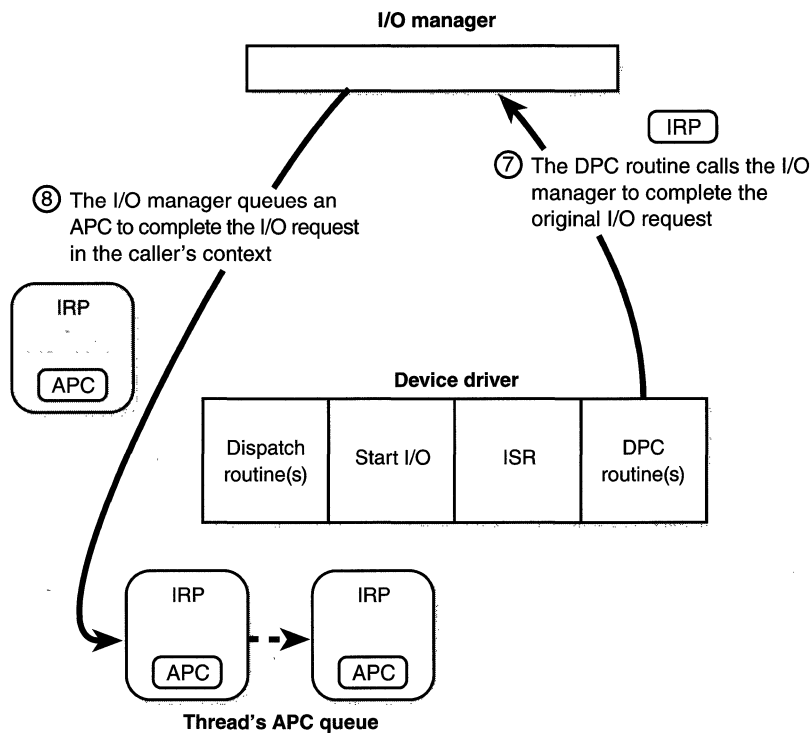 I/O manager
IRP
⑦ The DPC routine calls the I/O
manager to complete the
original I/O request
⑧ The I/O manager queues an
APC to complete the I/O request
in the caller's context
IRP
APC
Device driver
Dispatch
routine(s)
Start I/O
ISR
DPC
routine(s)
IRP
APC
IRP
APC
Thread's APC queue